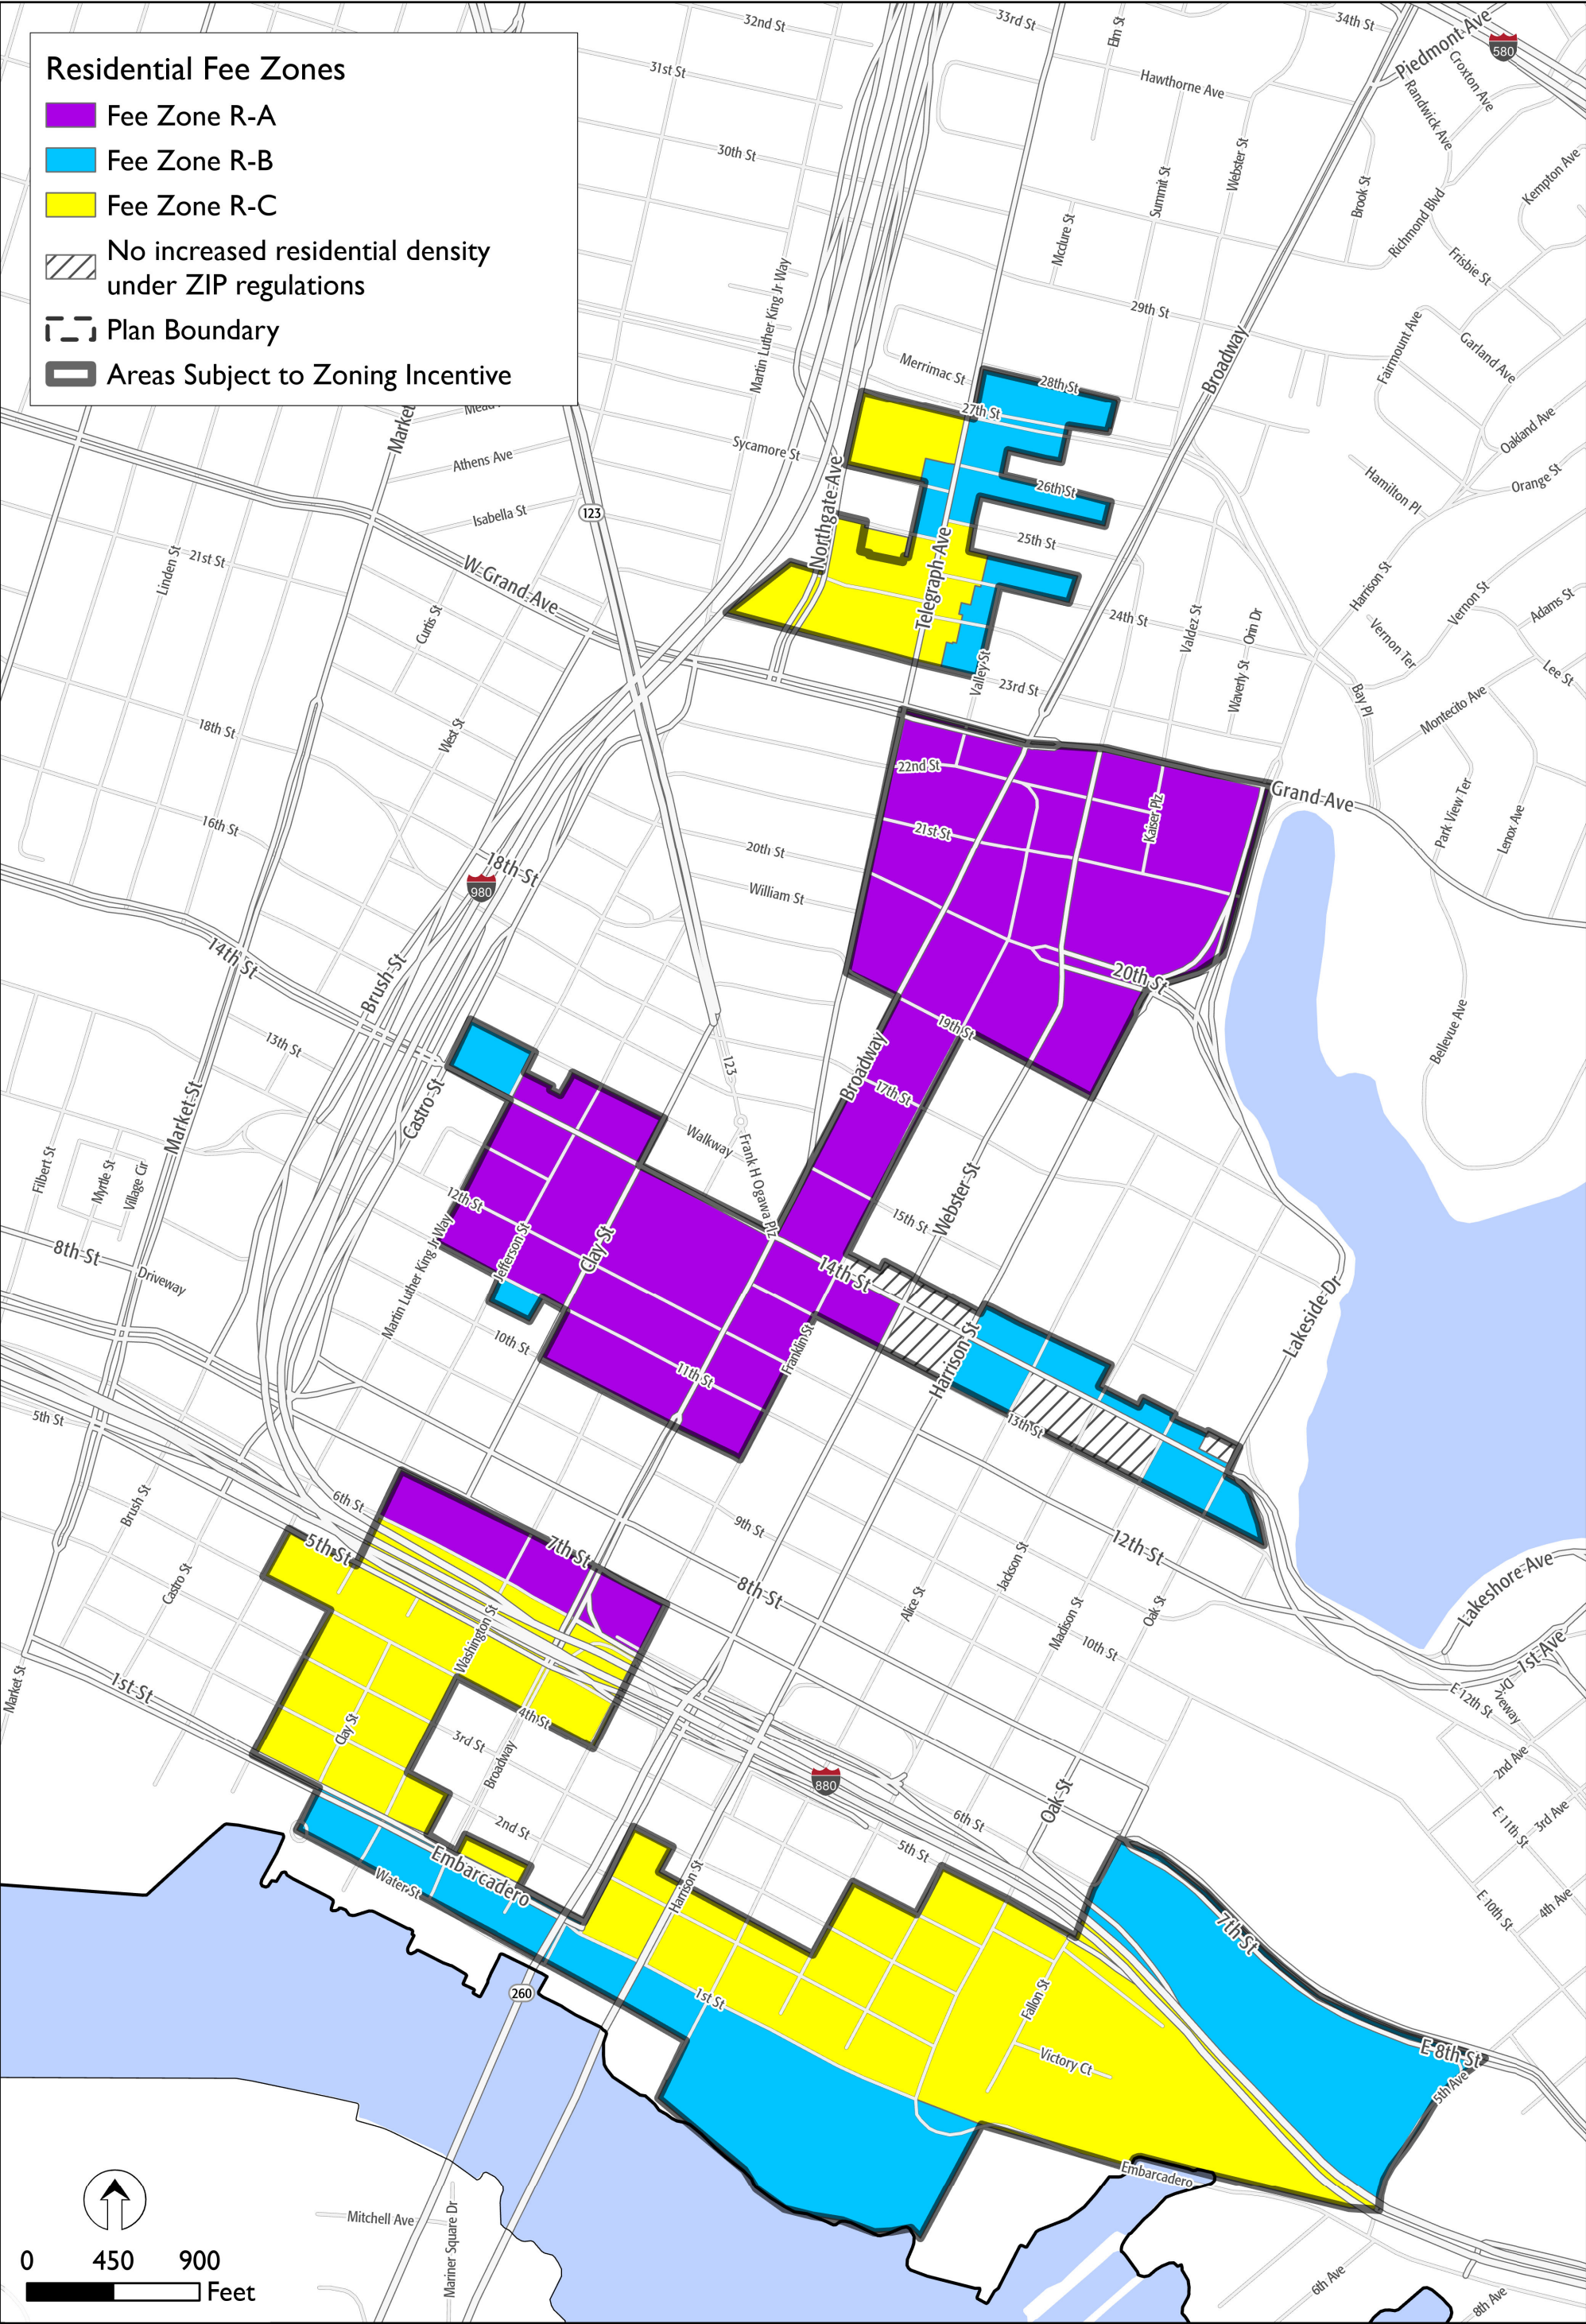 Residential Fee Zones
Fee Zone R-A
Fee Zone R-B
Fee Zone R-C
No increased residential density
under ZIP regulations
Plan Boundary
Areas Subject to Zoning Incentive
32nd St
33rd St
Elm St
34th St
Piedmont Ave
580
31st St
Hawthorne Ave
Croxton Ave
Randwick Ave
30th St
Summit St
Webster St
Brook St
Kempton Ave
Richmond Blvd
Mcclure St
Frisbie St
Martin Luther King Jr Way
29th St
Broadway
Fairmount Ave
Garland Ave
Merrimac St
28th St
27th St
Market
Oakland Ave
Sycamore St
Athens Ave
Hamilton Pl
Orange St
26th St
Northgate Ave
Isabella St
123
25th St
21st St
Linden St
W Grand Ave
Telegraph Ave
Harrison St
Vernon St
Adams St
Curtis St
24th St
Valdez St
Orin Dr
Vernon Ter
Lee St
Valley St
23rd St
Waverly St
Bay Pl
Montecito Ave
18th St
West St
22nd St
Grand Ave
Kaiser Plz
Park View Ter
Lenox Ave
16th St
21st St
20th St
18th St
980
William St
14th St
Brush St
20th St
19th St
Bellevue Ave
13th St
Broadway
123
17th St
Castro St
Market St
Walkway
Frank H Ogawa Plz
Filbert St
Myrtle St
Village Cir
12th St
Webster St
15th St
Jefferson St
Clay St
Martin Luther King Jr Way
8th St
Driveway
14th St
Lakeside Dr
10th St
Franklin St
Harrison St
11th St
5th St
13th St
6th St
Brush St
9th St
12th St
5th St
7th St
Castro St
8th St
Jackson St
Alice St
Madison St
Oak St
Lakeshore Ave
Washington St
10th St
1st Ave
1st St
Market St
E 12th St
Clay St
4th St
3rd St
Broadway
2nd Ave
880
Oak St
6th St
2nd St
5th St
E 11th St
3rd Ave
Embarcadero
Water St
Harrison St
E 10th St
4th Ave
7th St
260
1st St
Fallon St
Victory Ct
E 8th St
5th Ave
Embarcadero
Mitchell Ave
Mariner Square Dr
0 450 900
Feet
6th Ave
8th Ave